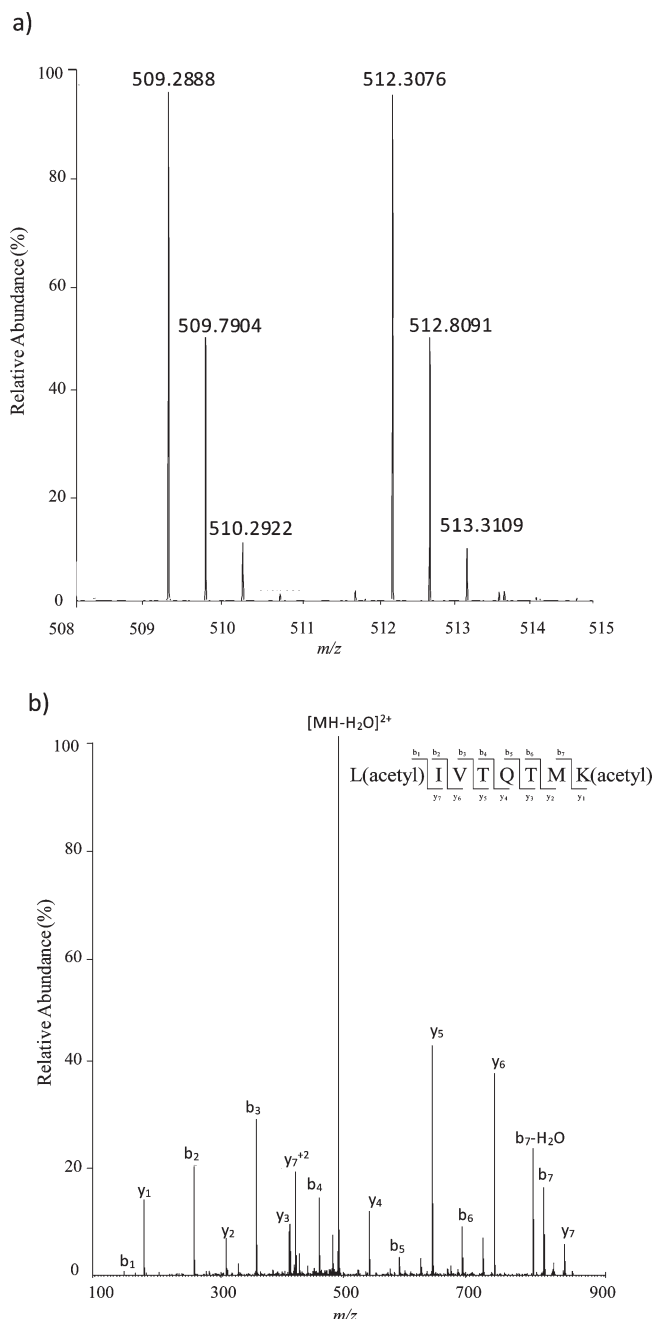 a)
509.2888
512.3076
509.7904
512.8091
510.2922
513.3109
Relative Abundance (%)
100
80
60
40
20
0
508 509 510 511 512 513 514 515
m/z
b)
[MH-H₂O]²⁺
b₁ b₂ b₃ b₄ b₅ b₆ b₇
L(acetyl) I V T Q T M K(acetyl)
y₇ y₆ y₅ y₄ y₃ y₂ y₁
Relative Abundance (%)
100
80
60
40
20
0
b₁
y₁
b₂
y₂
b₃
y₃
y₇⁺²
b₄
y₄
b₅
y₅
b₆
y₆
b₇-H₂O
b₇
y₇
100 300 500 700 900
m/z